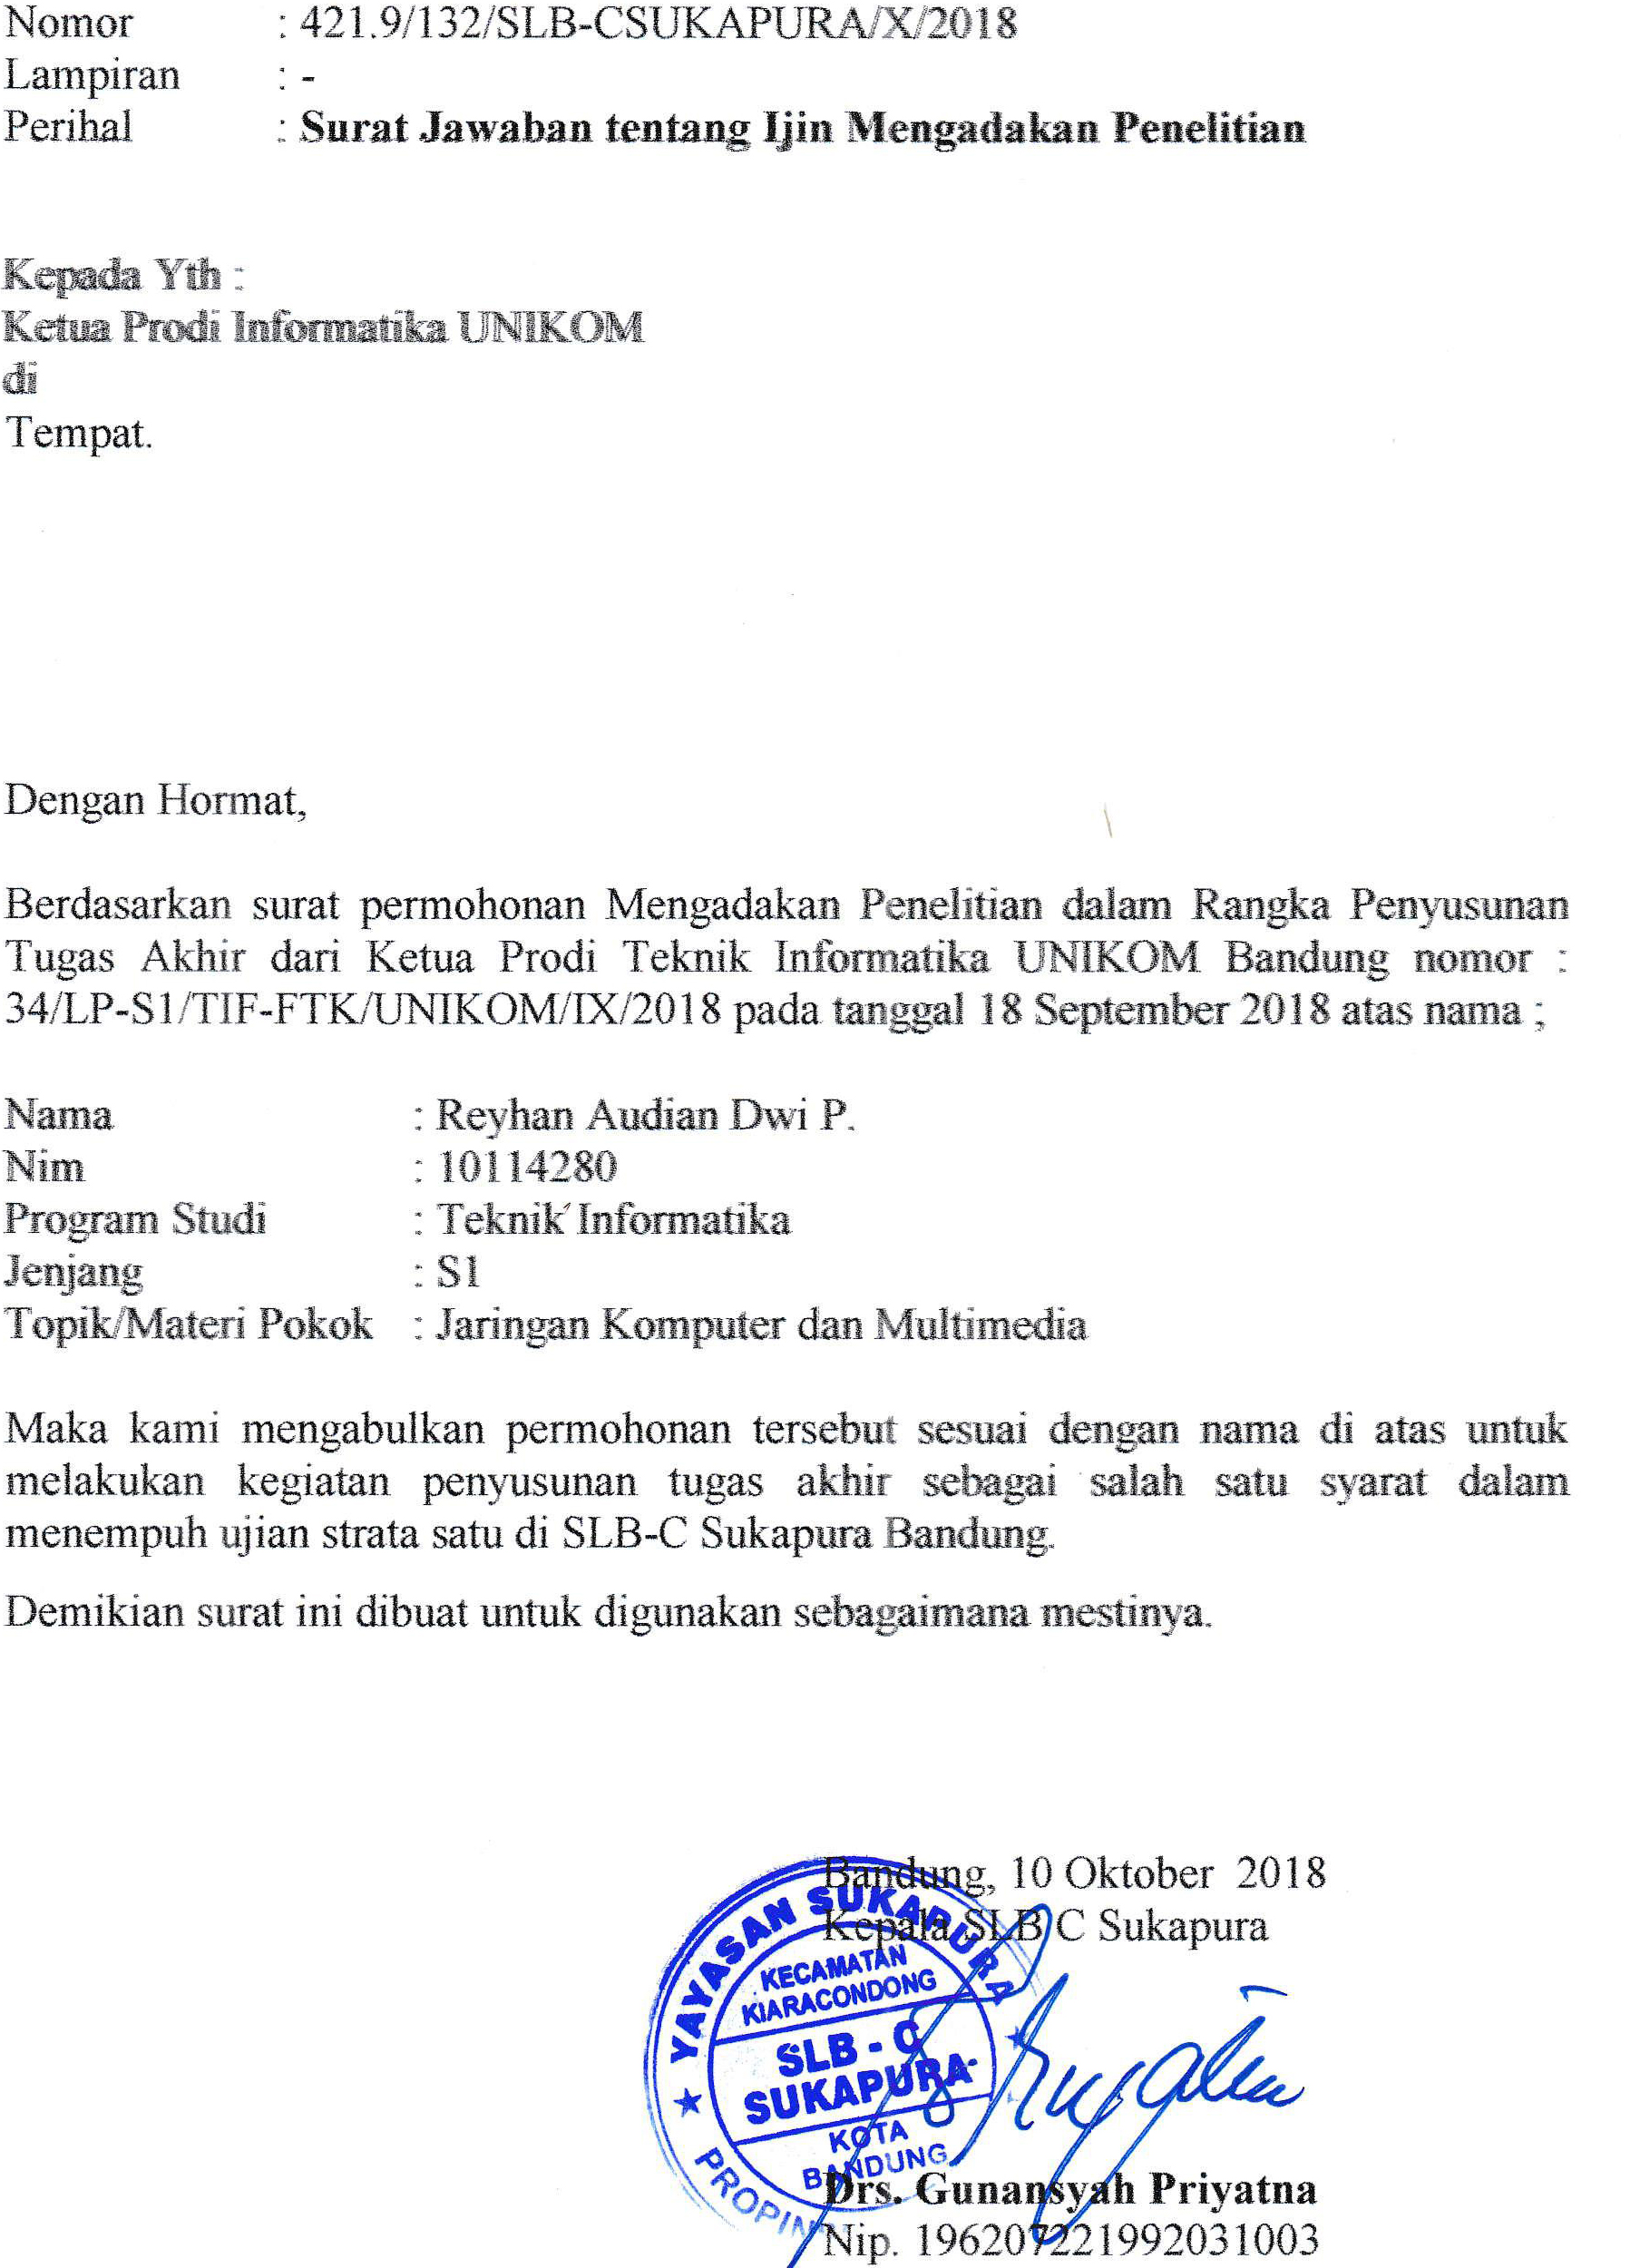 Nomor : 421.9/132/SLB-CSUKAPURA/X/2018
Lampiran : -
Perihal : Surat Jawaban tentang Ijin Mengadakan Penelitian
Kepada Yth :
Ketua Prodi Informatika UNIKOM
di
Tempat.
Dengan Hormat,
Berdasarkan surat permohonan Mengadakan Penelitian dalam Rangka Penyusunan
Tugas Akhir dari Ketua Prodi Teknik Informatika UNIKOM Bandung nomor :
34/LP-S1/TIF-FTK/UNIKOM/IX/2018 pada tanggal 18 September 2018 atas nama ;
Nama : Reyhan Audian Dwi P.
Nim : 10114280
Program Studi : Teknik Informatika
Jenjang : S1
Topik/Materi Pokok : Jaringan Komputer dan Multimedia
Maka kami mengabulkan permohonan tersebut sesuai dengan nama di atas untuk
melakukan kegiatan penyusunan tugas akhir sebagai salah satu syarat dalam
menempuh ujian strata satu di SLB-C Sukapura Bandung.
Demikian surat ini dibuat untuk digunakan sebagaimana mestinya.
Bandung, 10 Oktober 2018
Kepala SLB C Sukapura
YAYASAN SUKAPURA
KECAMATAN
KIARACONDONG
SLB - C
SUKAPURA
KOTA
BANDUNG
Drs. Gunansyah Priyatna
Nip. 196207221992031003